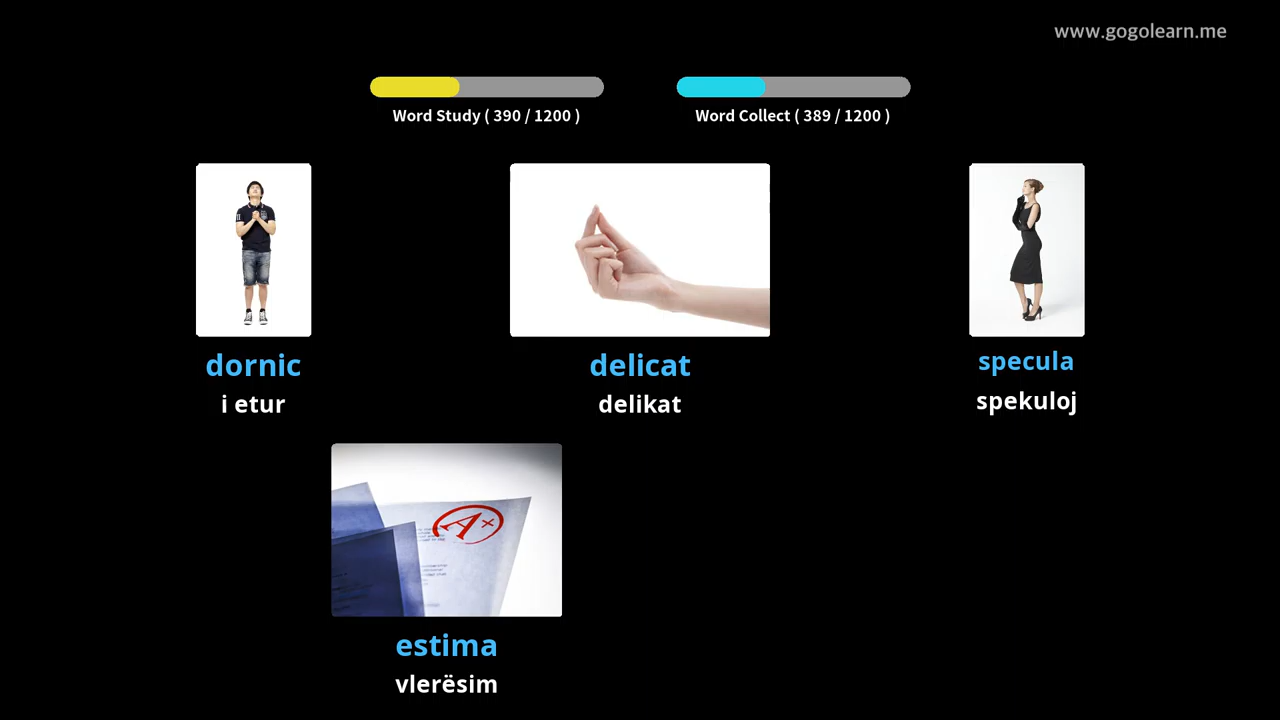 www.gogolearn.me
Word Study ( 390 / 1200 )
Word Collect ( 389 / 1200 )
dornic
i etur
delicat
delikat
specula
spekuloj
A+
estima
vlerësim